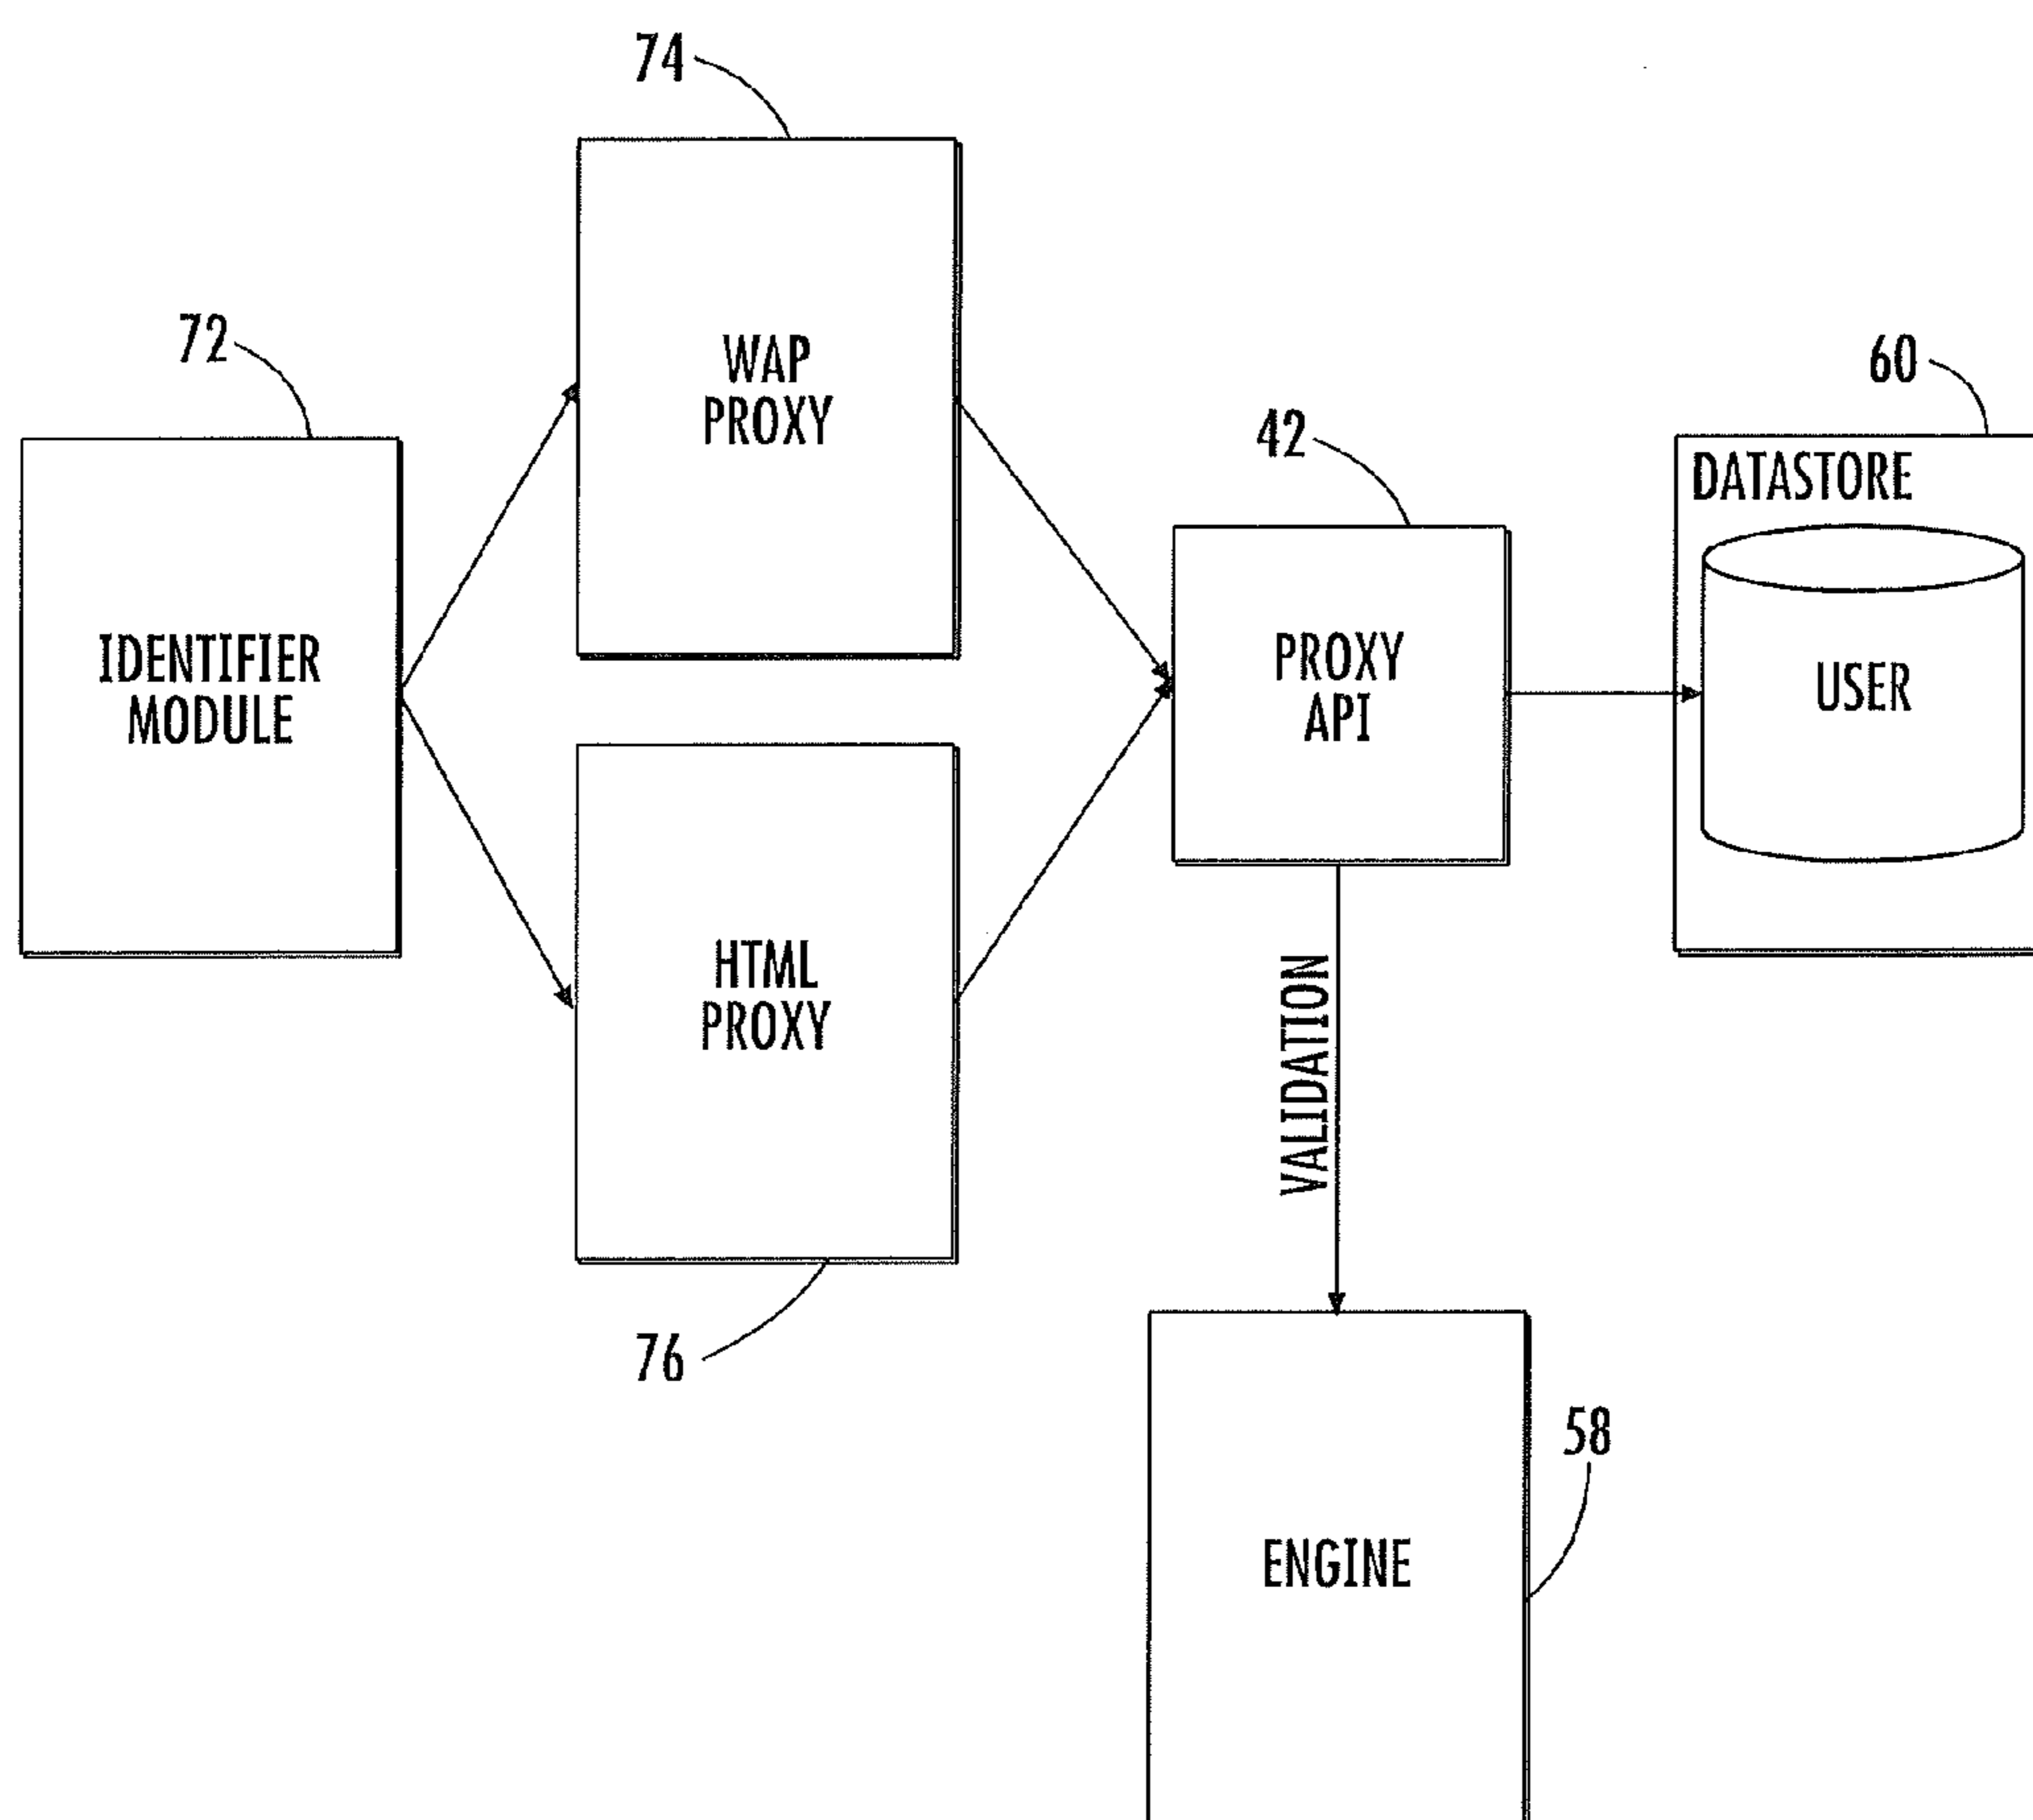 74
WAP
PROXY
72
IDENTIFIER
MODULE
60
DATASTORE
USER
42
PROXY
API
HTML
PROXY
76
VALIDATION
58
ENGINE